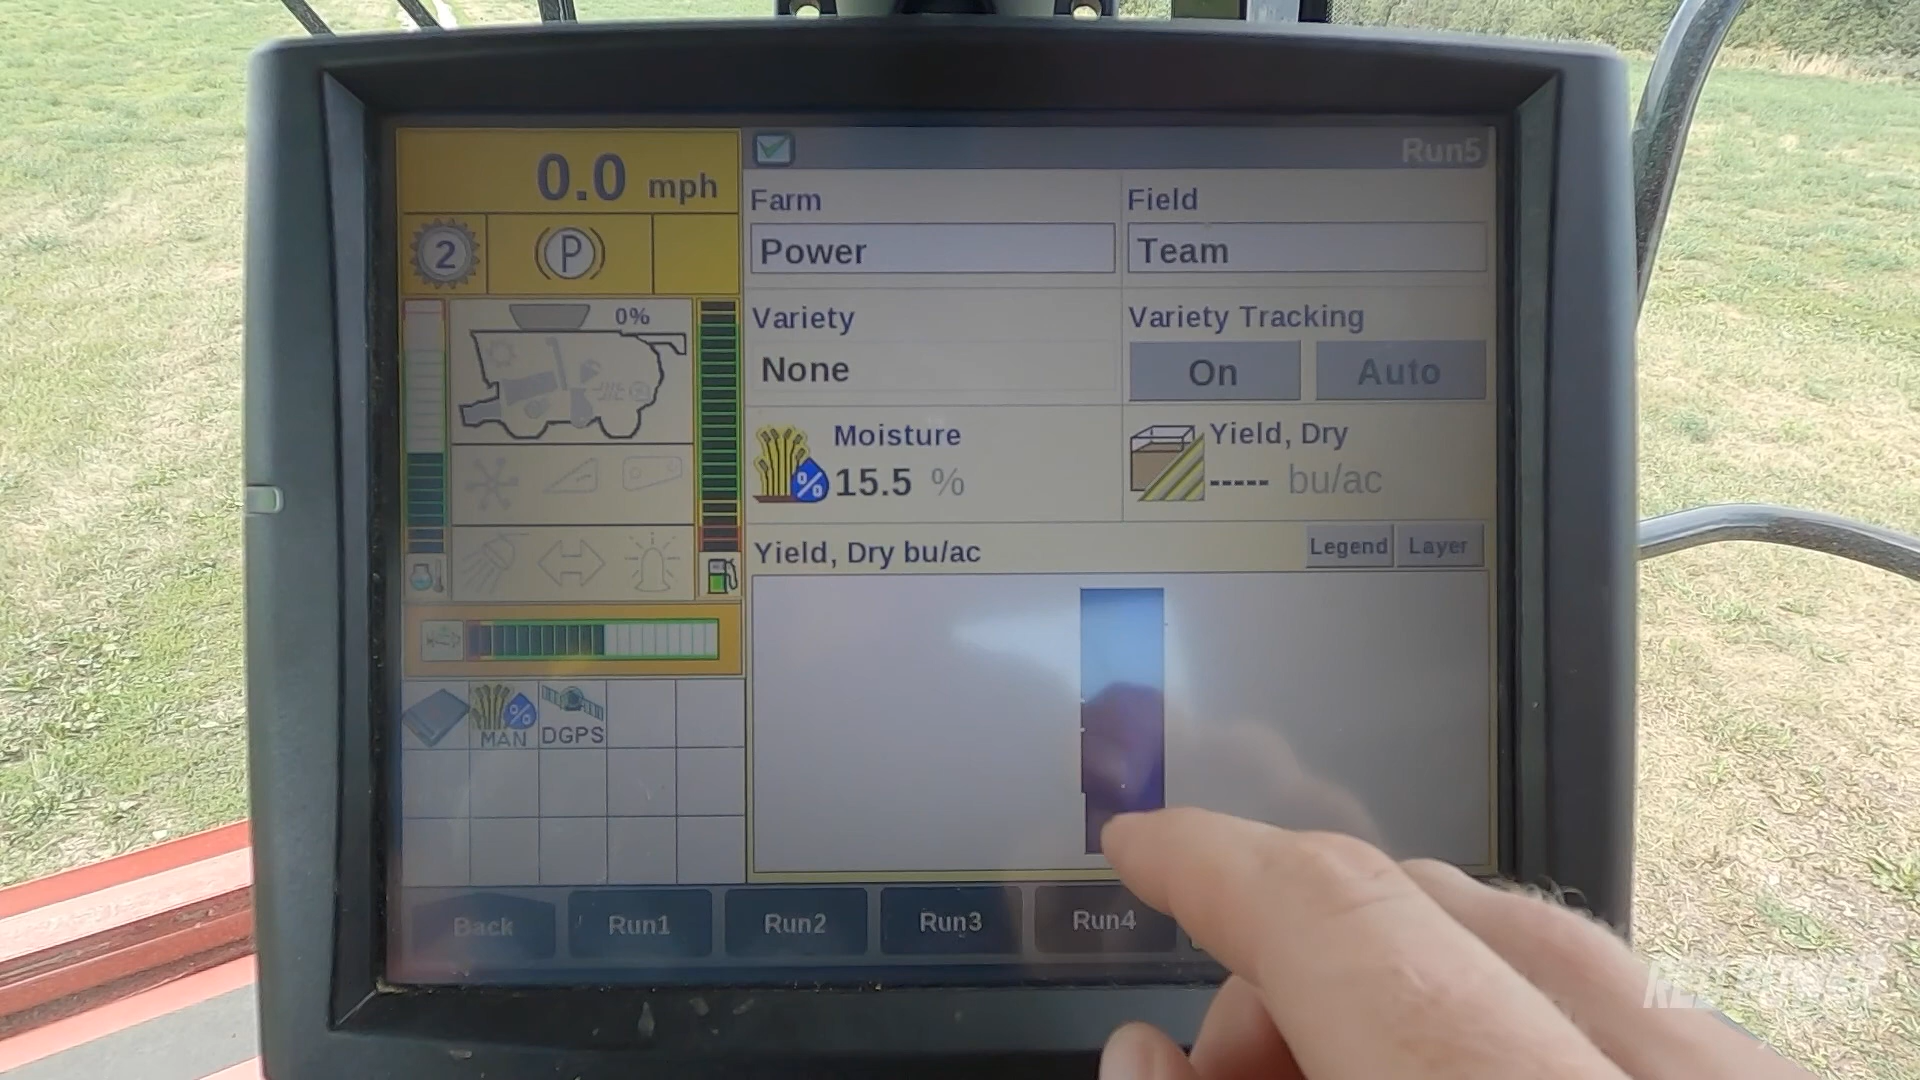 0.0 mph
2 P
0%
MAN DGPS
Run5
Farm
Power
Field
Team
Variety
None
Variety Tracking
On Auto
Moisture
15.5 %
Yield, Dry
----- bu/ac
Yield, Dry bu/ac
Legend Layer
Back Run1 Run2 Run3 Run4